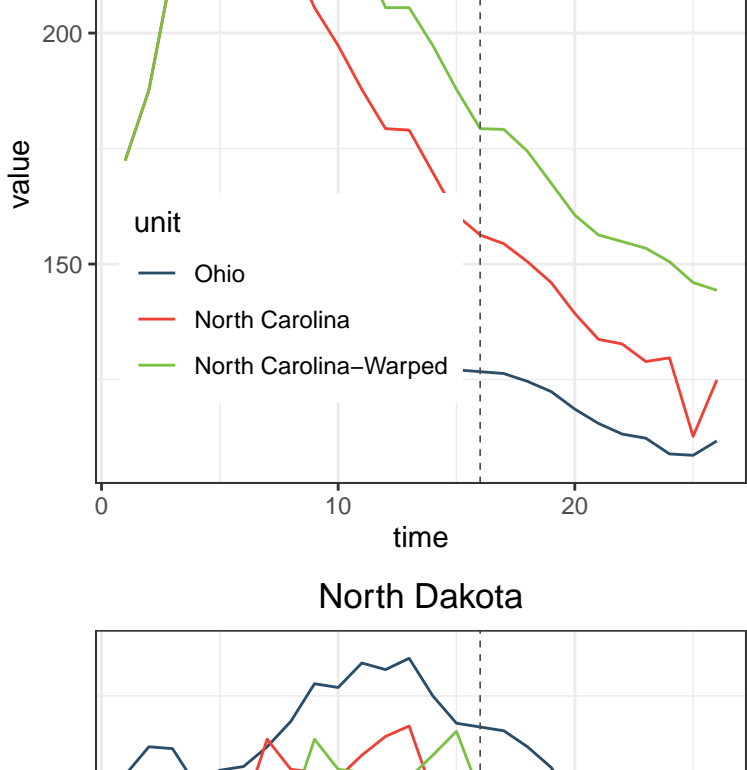 200
150
value
unit
Ohio
North Carolina
North Carolina−Warped
0 10 20
time
North Dakota